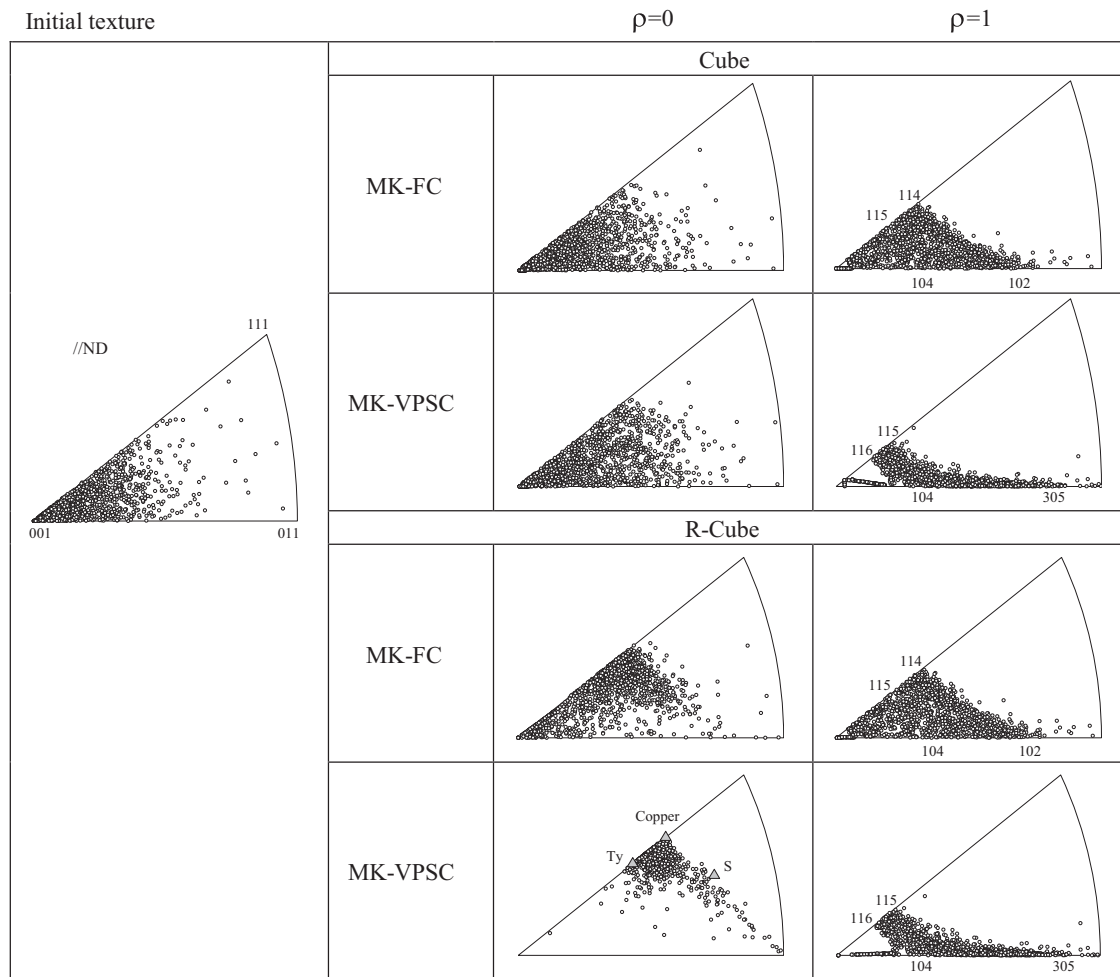 Initial texture
ρ=0
ρ=1
Cube
MK-FC
114
115
104
102
//ND
111
001
011
MK-VPSC
115
116
104
305
R-Cube
MK-FC
114
115
104
102
MK-VPSC
Copper
Ty
S
115
116
104
305